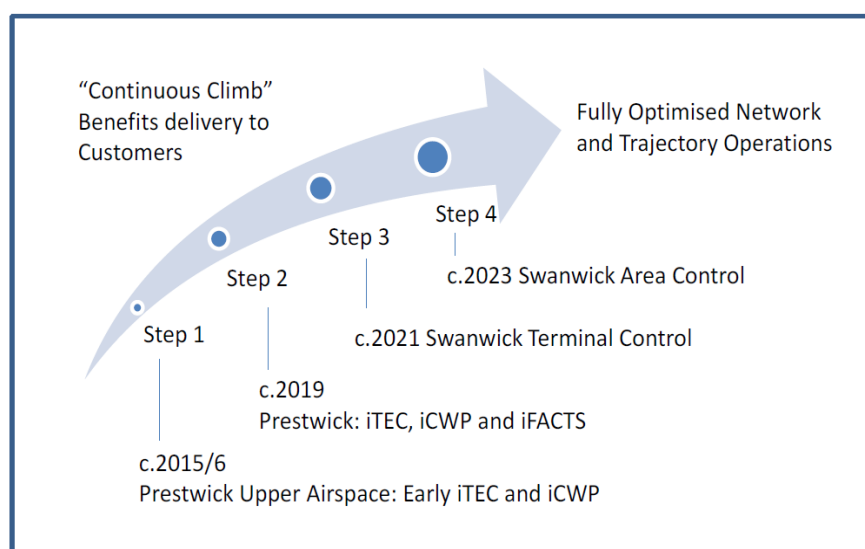 “Continuous Climb”
Benefits delivery to
Customers
Fully Optimised Network
and Trajectory Operations
Step 4
c.2023 Swanwick Area Control
Step 3
c.2021 Swanwick Terminal Control
Step 2
c.2019
Prestwick: iTEC, iCWP and iFACTS
Step 1
c.2015/6
Prestwick Upper Airspace: Early iTEC and iCWP